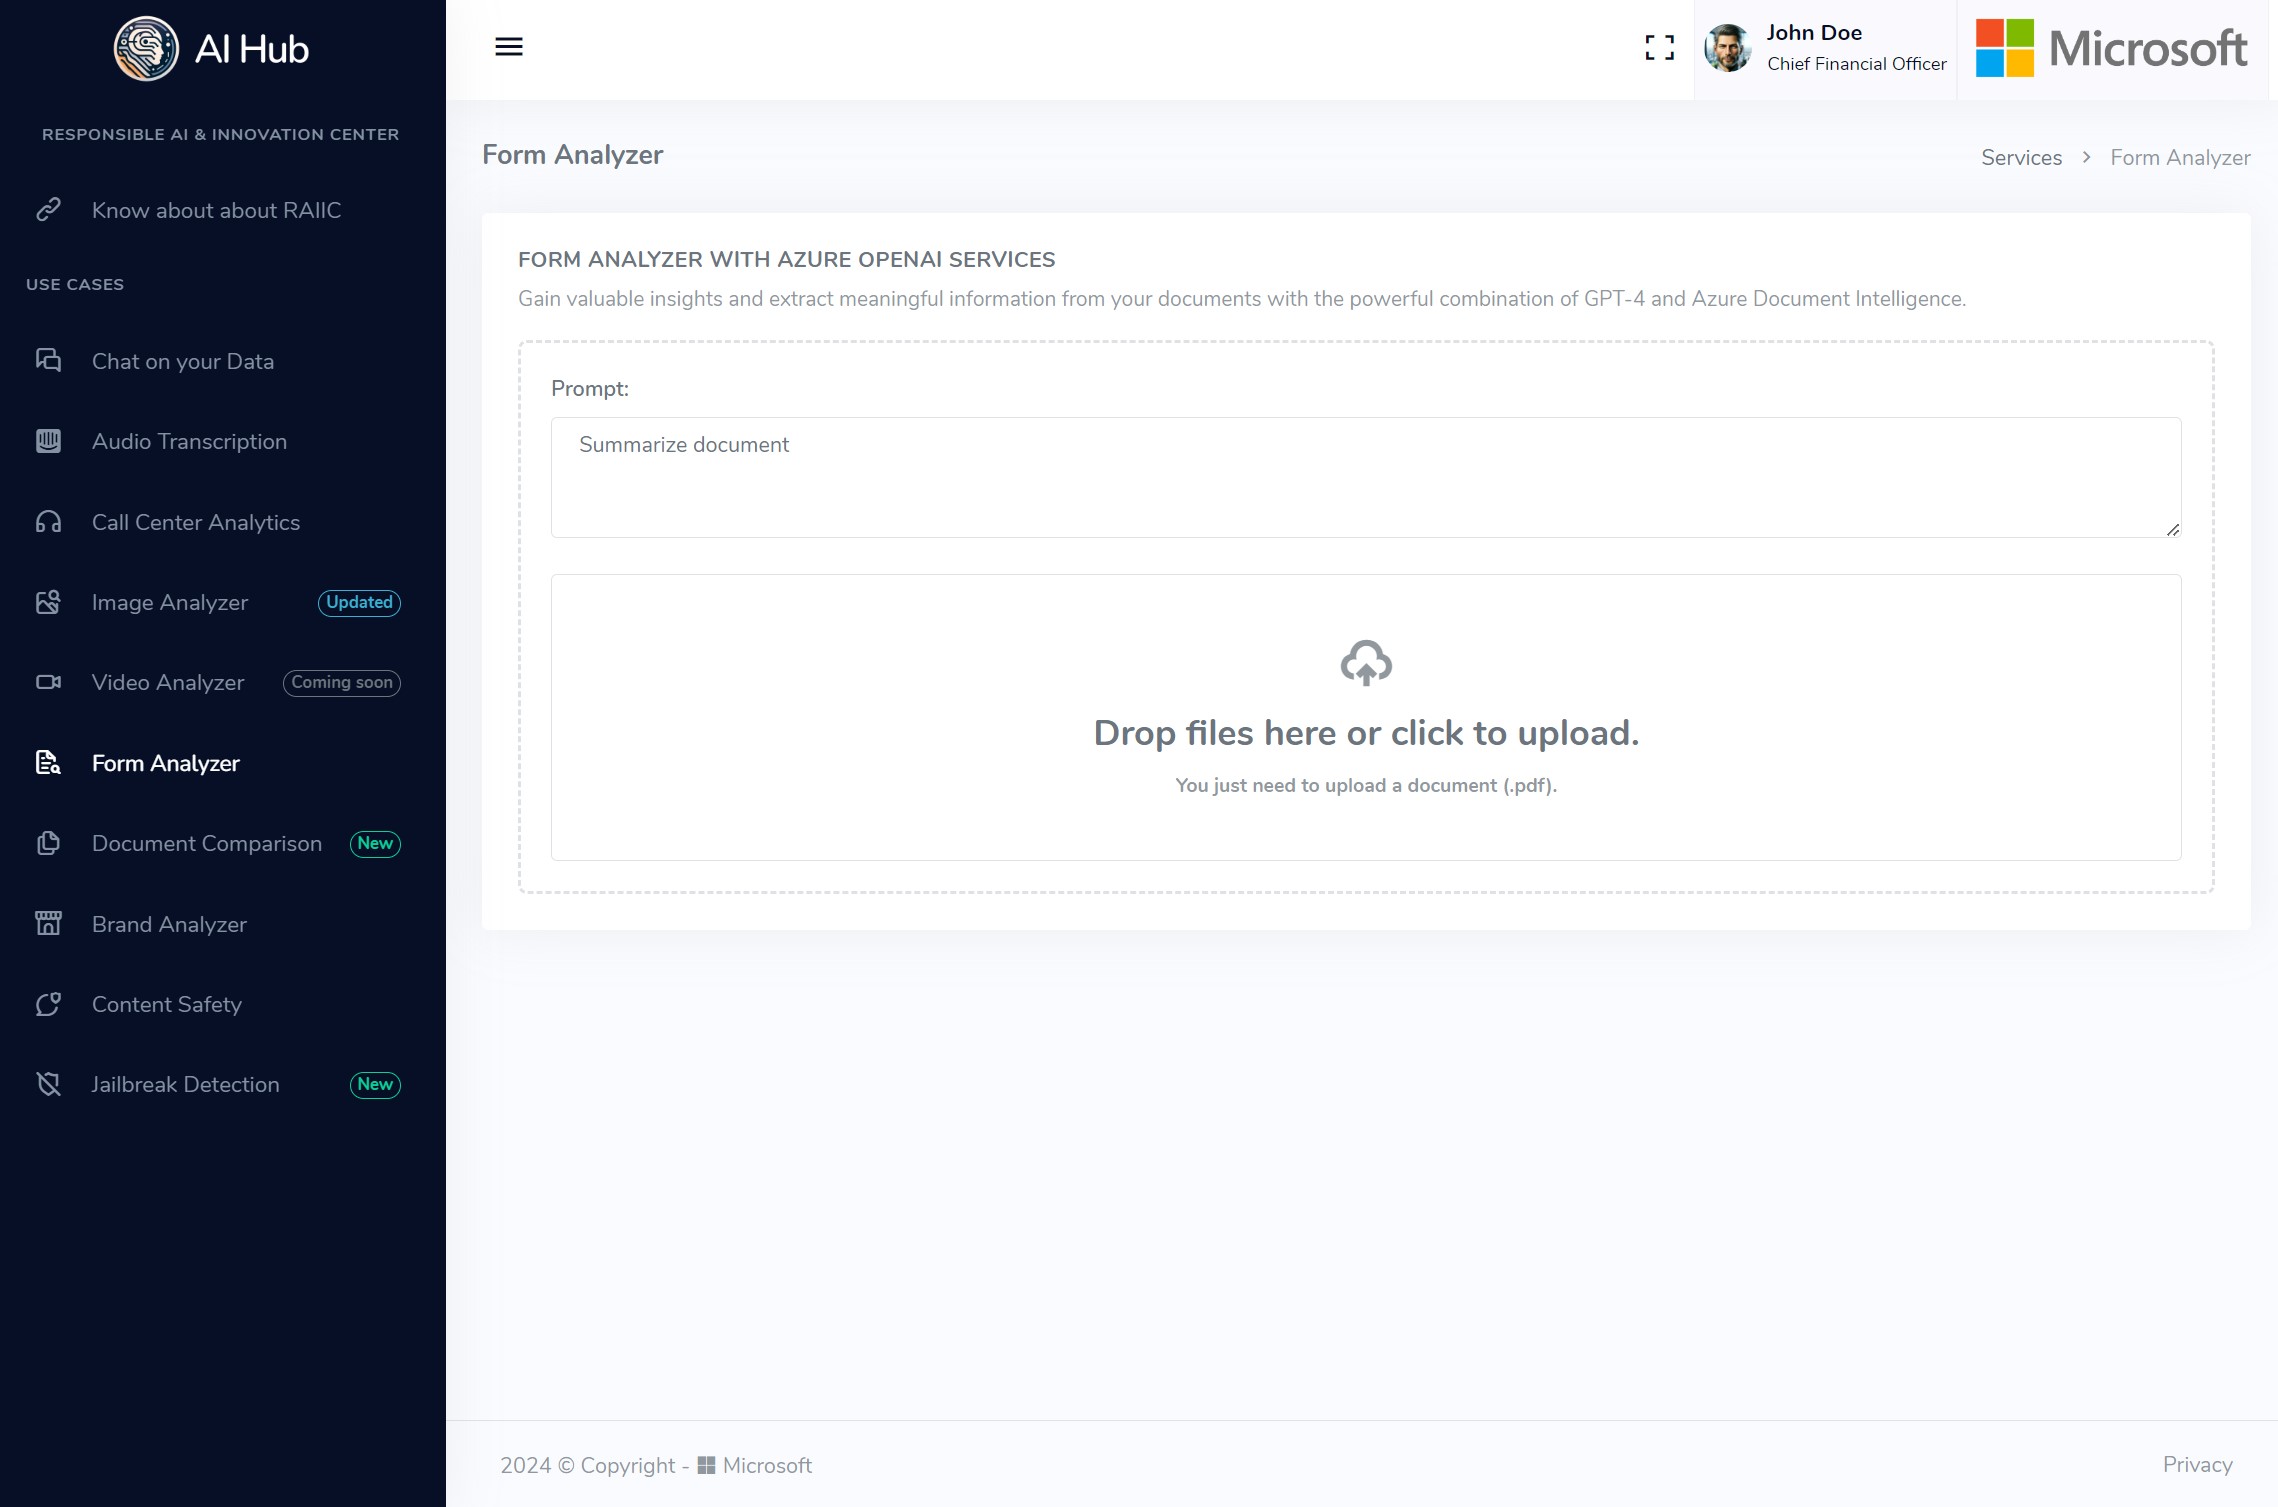 AI Hub
RESPONSIBLE AI & INNOVATION CENTER
Know about about RAIIC
USE CASES
Chat on your Data
Audio Transcription
Call Center Analytics
Image Analyzer Updated
Video Analyzer Coming soon
Form Analyzer
Document Comparison New
Brand Analyzer
Content Safety
Jailbreak Detection New
John Doe
Chief Financial Officer
Microsoft
Form Analyzer
Services > Form Analyzer
FORM ANALYZER WITH AZURE OPENAI SERVICES
Gain valuable insights and extract meaningful information from your documents with the powerful combination of GPT-4 and Azure Document Intelligence.
Prompt:
Summarize document
Drop files here or click to upload.
You just need to upload a document (.pdf).
2024 © Copyright - Microsoft
Privacy